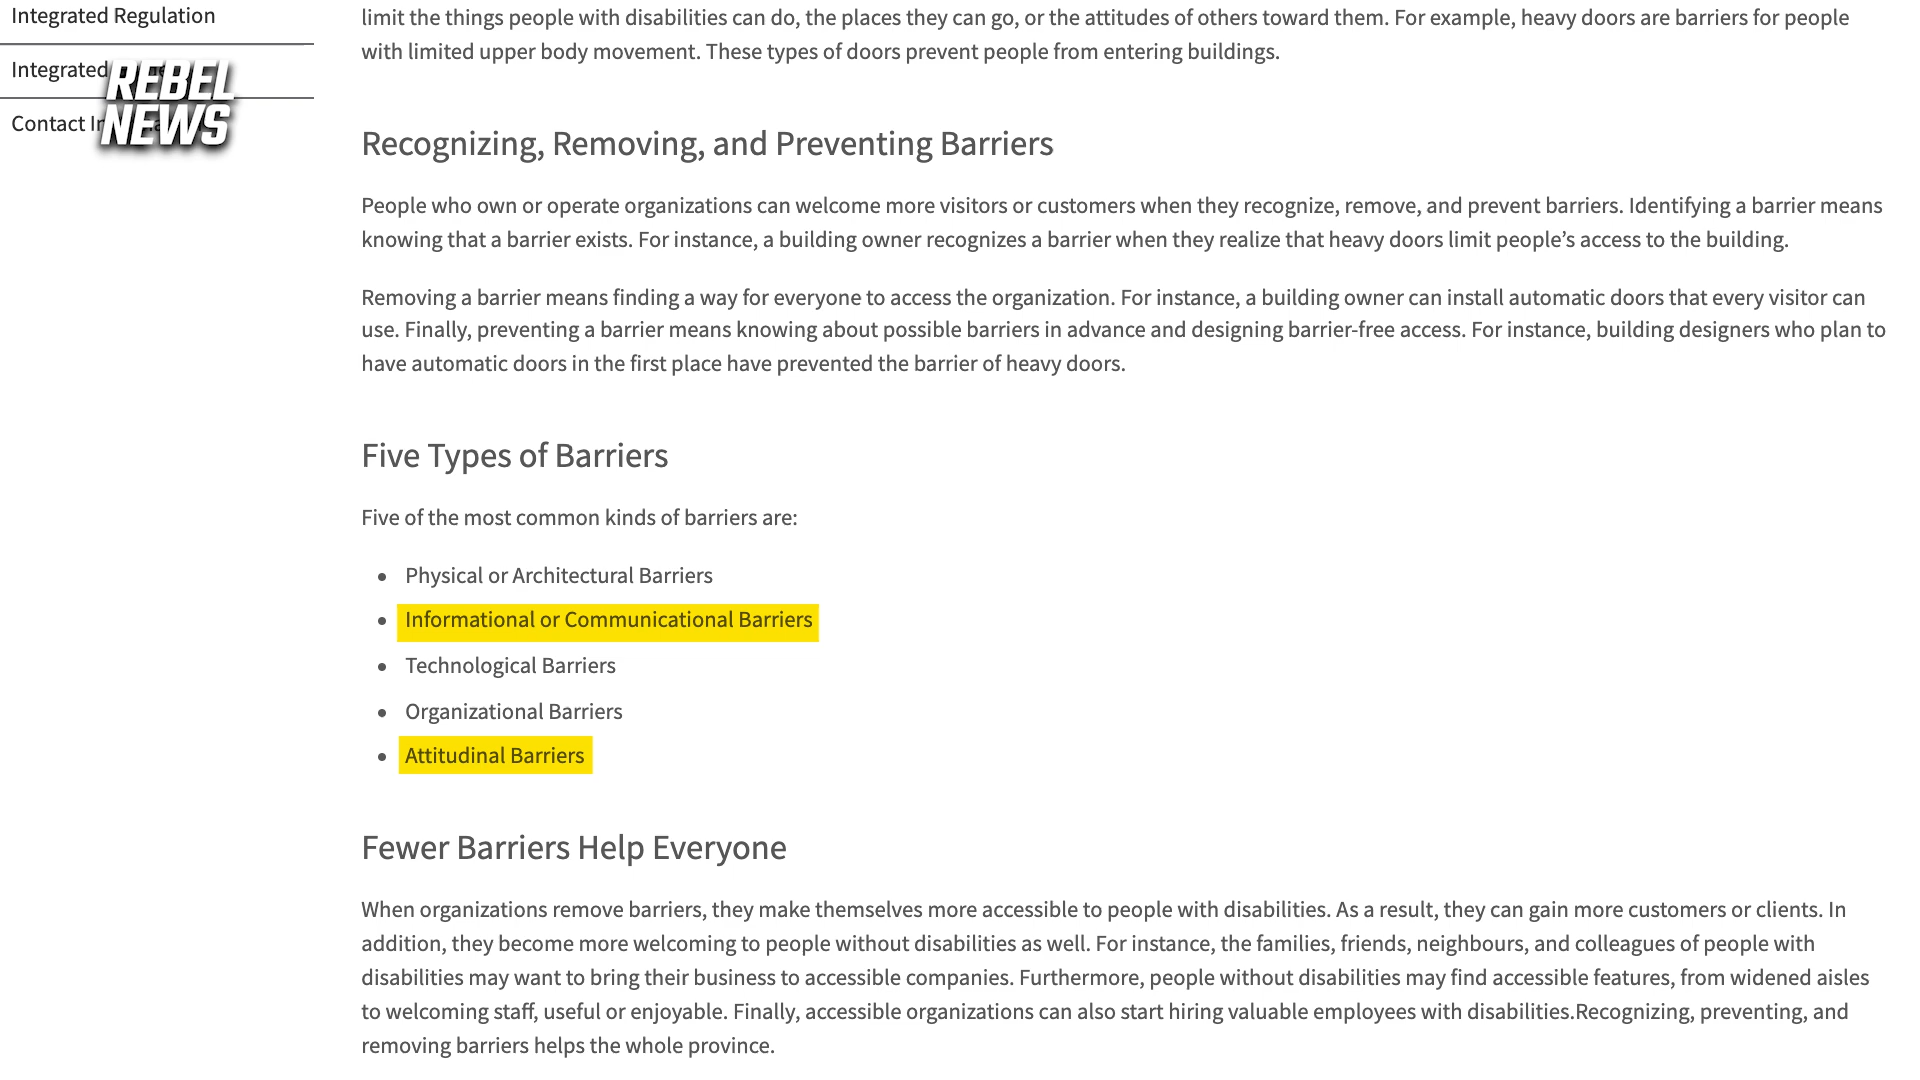 Integrated Regulation
Integrated
Contact
REBEL
NEWS
limit the things people with disabilities can do, the places they can go, or the attitudes of others toward them. For example, heavy doors are barriers for people
with limited upper body movement. These types of doors prevent people from entering buildings.
Recognizing, Removing, and Preventing Barriers
People who own or operate organizations can welcome more visitors or customers when they recognize, remove, and prevent barriers. Identifying a barrier means
knowing that a barrier exists. For instance, a building owner recognizes a barrier when they realize that heavy doors limit people’s access to the building.
Removing a barrier means finding a way for everyone to access the organization. For instance, a building owner can install automatic doors that every visitor can
use. Finally, preventing a barrier means knowing about possible barriers in advance and designing barrier-free access. For instance, building designers who plan to
have automatic doors in the first place have prevented the barrier of heavy doors.
Five Types of Barriers
Five of the most common kinds of barriers are:
• Physical or Architectural Barriers
• Informational or Communicational Barriers
• Technological Barriers
• Organizational Barriers
• Attitudinal Barriers
Fewer Barriers Help Everyone
When organizations remove barriers, they make themselves more accessible to people with disabilities. As a result, they can gain more customers or clients. In
addition, they become more welcoming to people without disabilities as well. For instance, the families, friends, neighbours, and colleagues of people with
disabilities may want to bring their business to accessible companies. Furthermore, people without disabilities may find accessible features, from widened aisles
to welcoming staff, useful or enjoyable. Finally, accessible organizations can also start hiring valuable employees with disabilities.Recognizing, preventing, and
removing barriers helps the whole province.